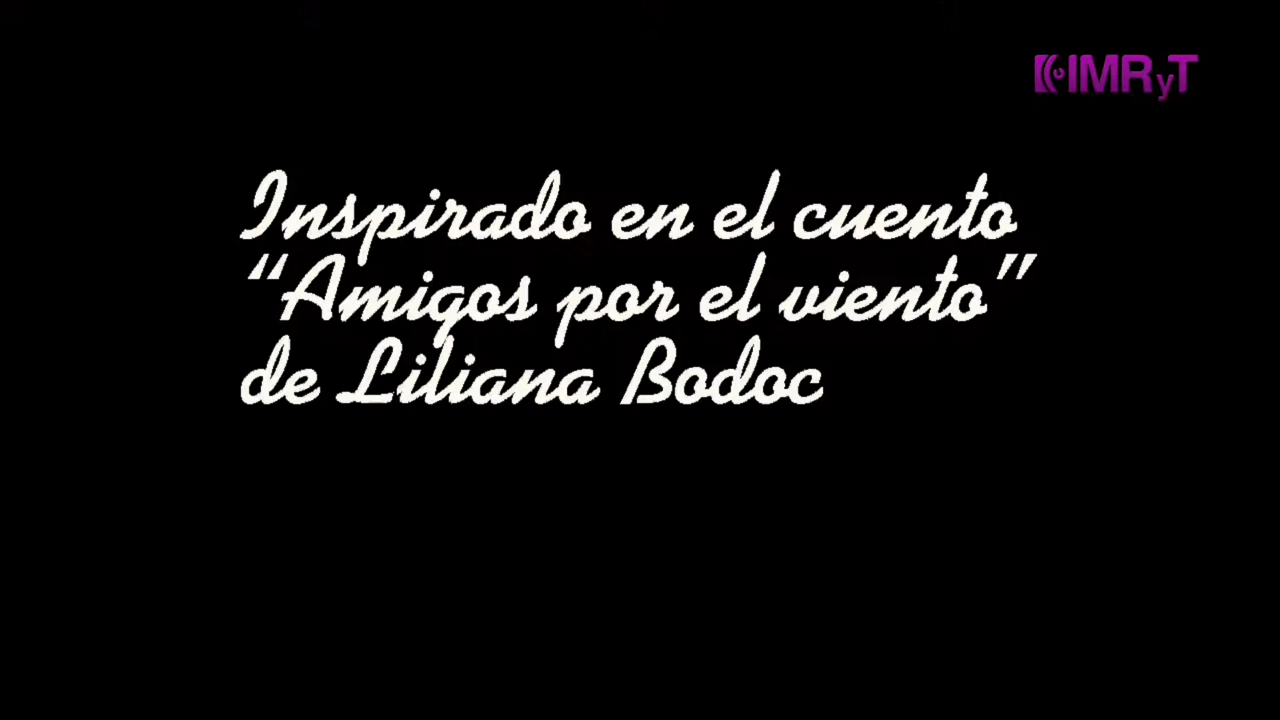 IMRyT
Inspirado en el cuento
“Amigos por el viento”
de Liliana Bodoc